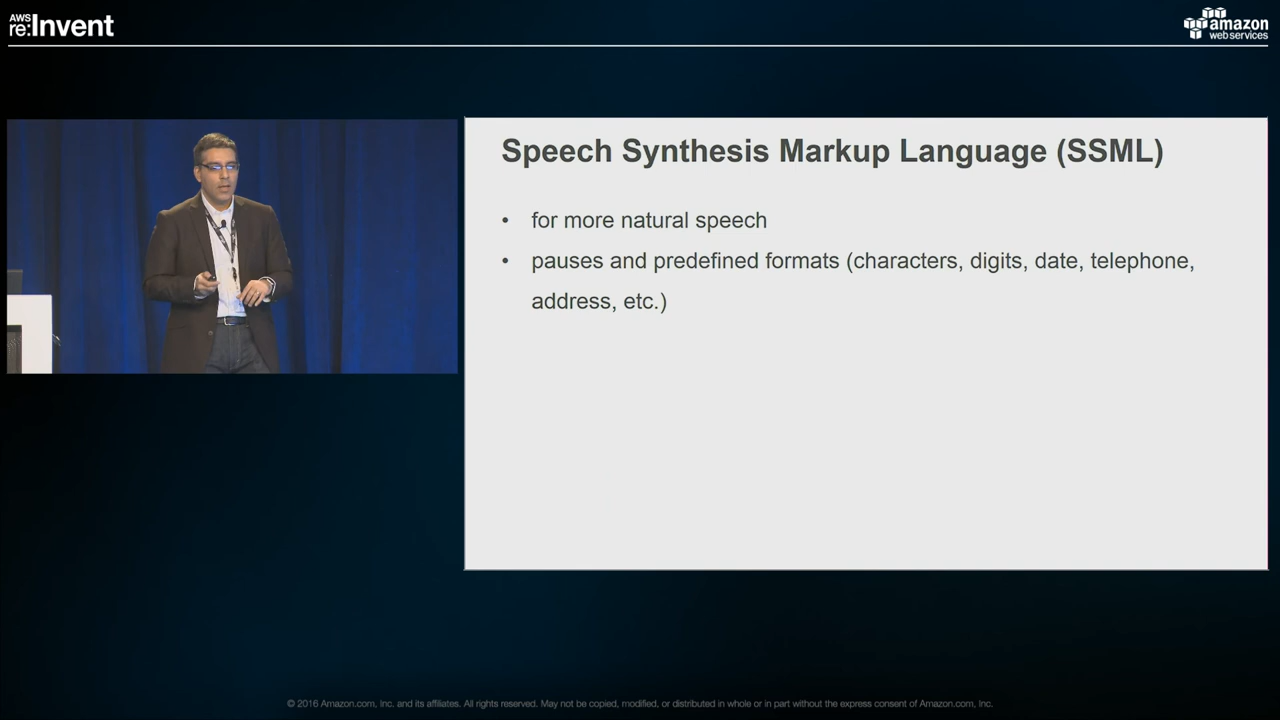 AWS
re:Invent
amazon
web services
Speech Synthesis Markup Language (SSML)
• for more natural speech
• pauses and predefined formats (characters, digits, date, telephone,
address, etc.)
© 2016 Amazon.com, Inc. and its affiliates. All rights reserved. May not be copied, modified, or distributed in whole or in part without the express consent of Amazon.com, Inc.